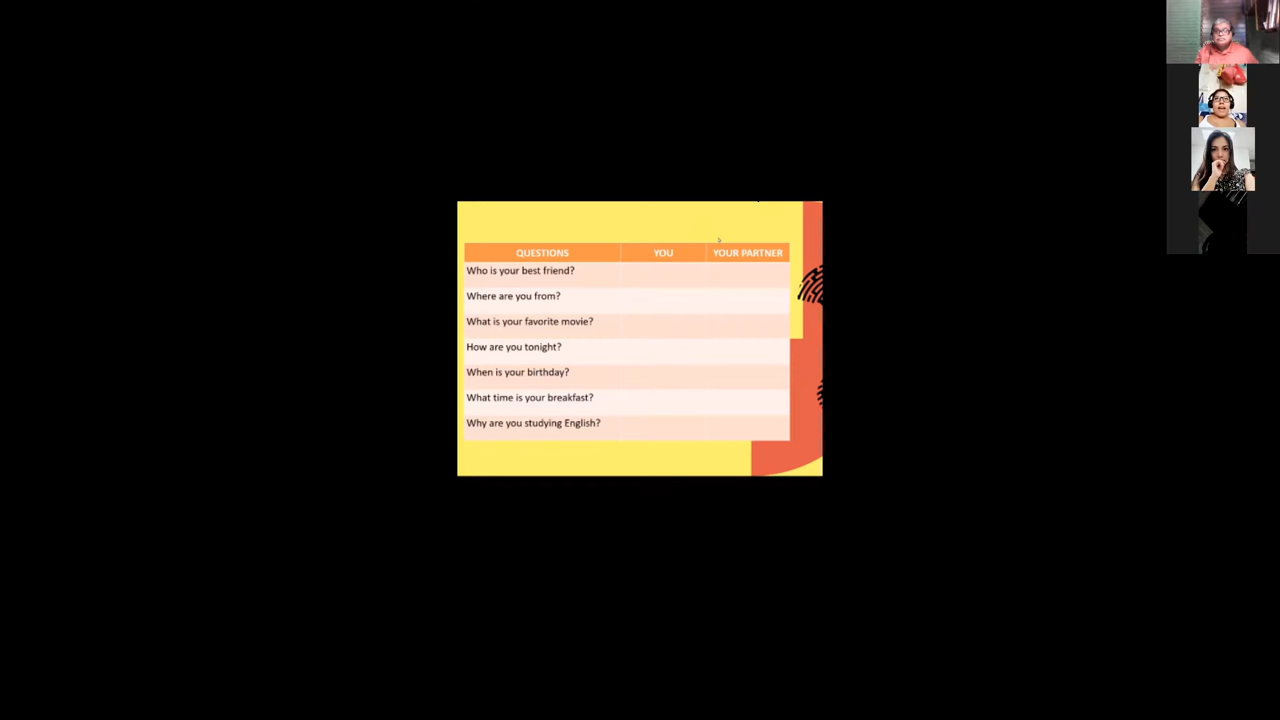 QUESTIONS YOU YOUR PARTNER
Who is your best friend?
Where are you from?
What is your favorite movie?
How are you tonight?
When is your birthday?
What time is your breakfast?
Why are you studying English?